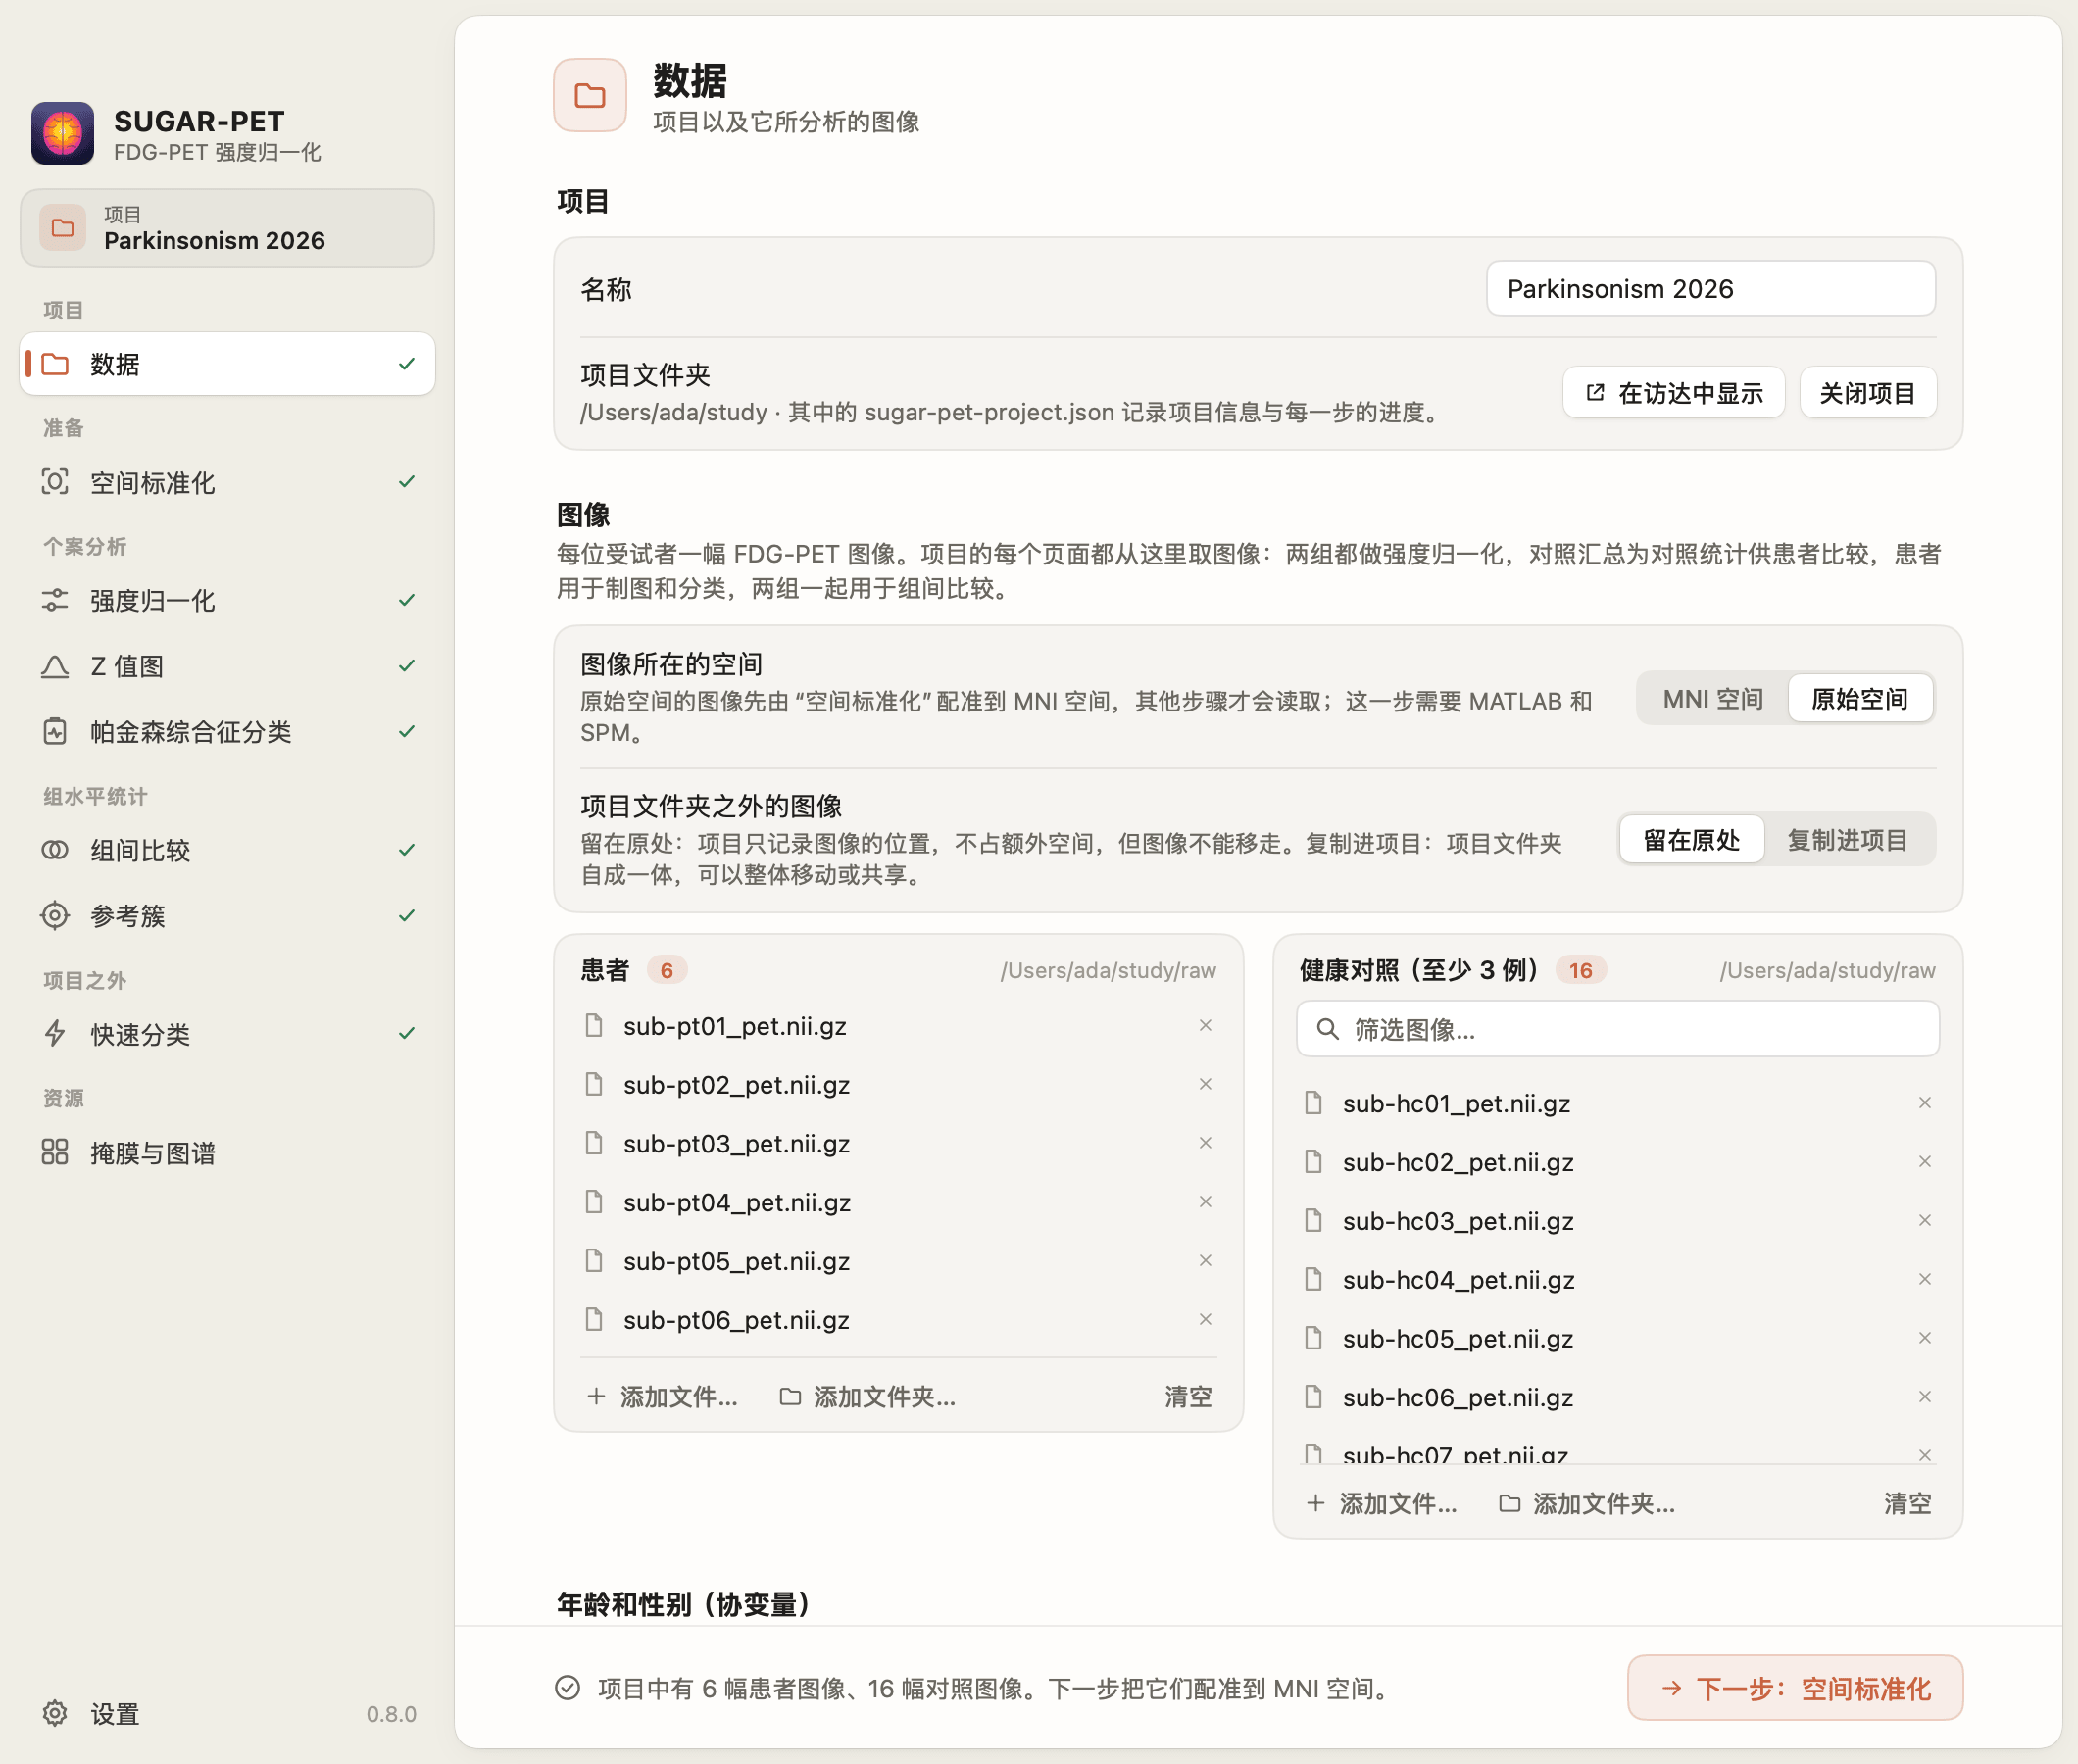 SUGAR-PET
FDG-PET 强度归一化
项目
Parkinsonism 2026
项目
数据
准备
空间标准化
个案分析
强度归一化
Z 值图
帕金森综合征分类
组水平统计
组间比较
参考簇
项目之外
快速分类
资源
掩膜与图谱
设置
0.8.0
数据
项目以及它所分析的图像
项目
名称
Parkinsonism 2026
项目文件夹
/Users/ada/study · 其中的 sugar-pet-project.json 记录项目信息与每一步的进度。
在访达中显示
关闭项目
图像
每位受试者一幅 FDG-PET 图像。项目的每个页面都从这里取图像：两组都做强度归一化，对照汇总为对照统计供患者比较，患者
用于制图和分类，两组一起用于组间比较。
图像所在的空间
原始空间的图像先由 “空间标准化” 配准到 MNI 空间，其他步骤才会读取；这一步需要 MATLAB 和
SPM。
MNI 空间
原始空间
项目文件夹之外的图像
留在原处：项目只记录图像的位置，不占额外空间，但图像不能移走。复制进项目：项目文件夹
自成一体，可以整体移动或共享。
留在原处
复制进项目
患者 6 /Users/ada/study/raw
sub-pt01_pet.nii.gz
sub-pt02_pet.nii.gz
sub-pt03_pet.nii.gz
sub-pt04_pet.nii.gz
sub-pt05_pet.nii.gz
sub-pt06_pet.nii.gz
添加文件... 添加文件夹... 清空
健康对照（至少 3 例） 16 /Users/ada/study/raw
筛选图像...
sub-hc01_pet.nii.gz
sub-hc02_pet.nii.gz
sub-hc03_pet.nii.gz
sub-hc04_pet.nii.gz
sub-hc05_pet.nii.gz
sub-hc06_pet.nii.gz
sub-hc07_pet.nii.gz
添加文件... 添加文件夹... 清空
年龄和性别（协变量）
项目中有 6 幅患者图像、16 幅对照图像。下一步把它们配准到 MNI 空间。
下一步：空间标准化